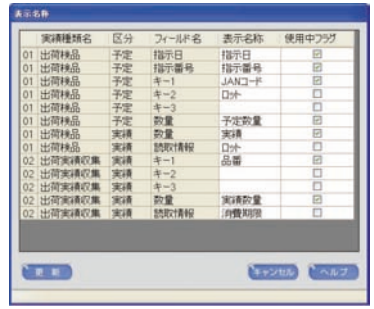 表示名称
実績種類名 区分 フィールド名 表示名称 使用中フラグ
01 出荷検品 予定 指示日 指示日
01 出荷検品 予定 指示番号 指示番号
01 出荷検品 予定 キー1 JANコード
01 出荷検品 予定 キー2 ロット
01 出荷検品 予定 キー3
01 出荷検品 予定 数量 予定数量
01 出荷検品 実績 数量 実績
01 出荷検品 実績 読取情報 ロット
02 出荷実績収集 実績 キー1 品番
02 出荷実績収集 実績 キー2
02 出荷実績収集 実績 キー3
02 出荷実績収集 実績 数量 実績数量
02 出荷実績収集 実績 読取情報 消費期限
更新 キャンセル ヘルプ